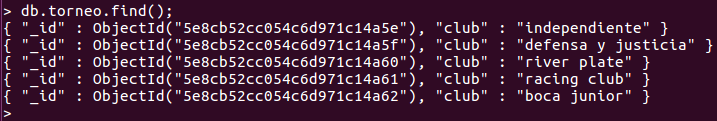 > db.torneo.find();
{ "_id" : ObjectId("5e8cb52cc054c6d971c14a5e"), "club" : "independiente" }
{ "_id" : ObjectId("5e8cb52cc054c6d971c14a5f"), "club" : "defensa y justicia" }
{ "_id" : ObjectId("5e8cb52cc054c6d971c14a60"), "club" : "river plate" }
{ "_id" : ObjectId("5e8cb52cc054c6d971c14a61"), "club" : "racing club" }
{ "_id" : ObjectId("5e8cb52cc054c6d971c14a62"), "club" : "boca junior" }
>